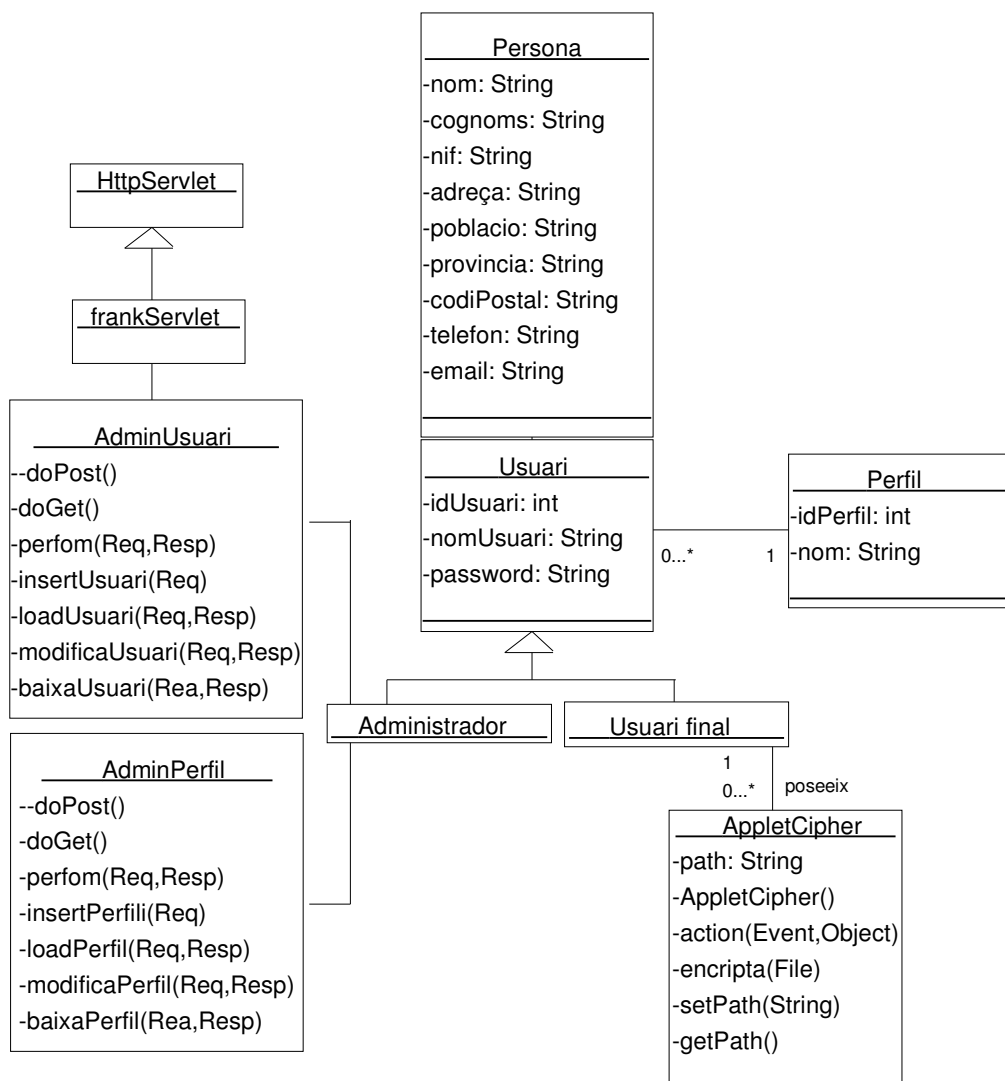 Persona
-nom: String
-cognoms: String
-nif: String
-adreça: String
-poblacio: String
-provincia: String
-codiPostal: String
-telefon: String
-email: String
HttpServlet
frankServlet
AdminUsuari
--doPost()
-doGet()
-perfom(Req,Resp)
-insertUsuari(Req)
-loadUsuari(Req,Resp)
-modificaUsuari(Req,Resp)
-baixaUsuari(Rea,Resp)
Usuari
-idUsuari: int
-nomUsuari: String
-password: String
0...*
1
Perfil
-idPerfil: int
-nom: String
Administrador
Usuari final
AdminPerfil
--doPost()
-doGet()
-perfom(Req,Resp)
-insertPerfili(Req)
-loadPerfil(Req,Resp)
-modificaPerfil(Req,Resp)
-baixaPerfil(Rea,Resp)
1
0...*
poseeix
AppletCipher
-path: String
-AppletCipher()
-action(Event,Object)
-encripta(File)
-setPath(String)
-getPath()